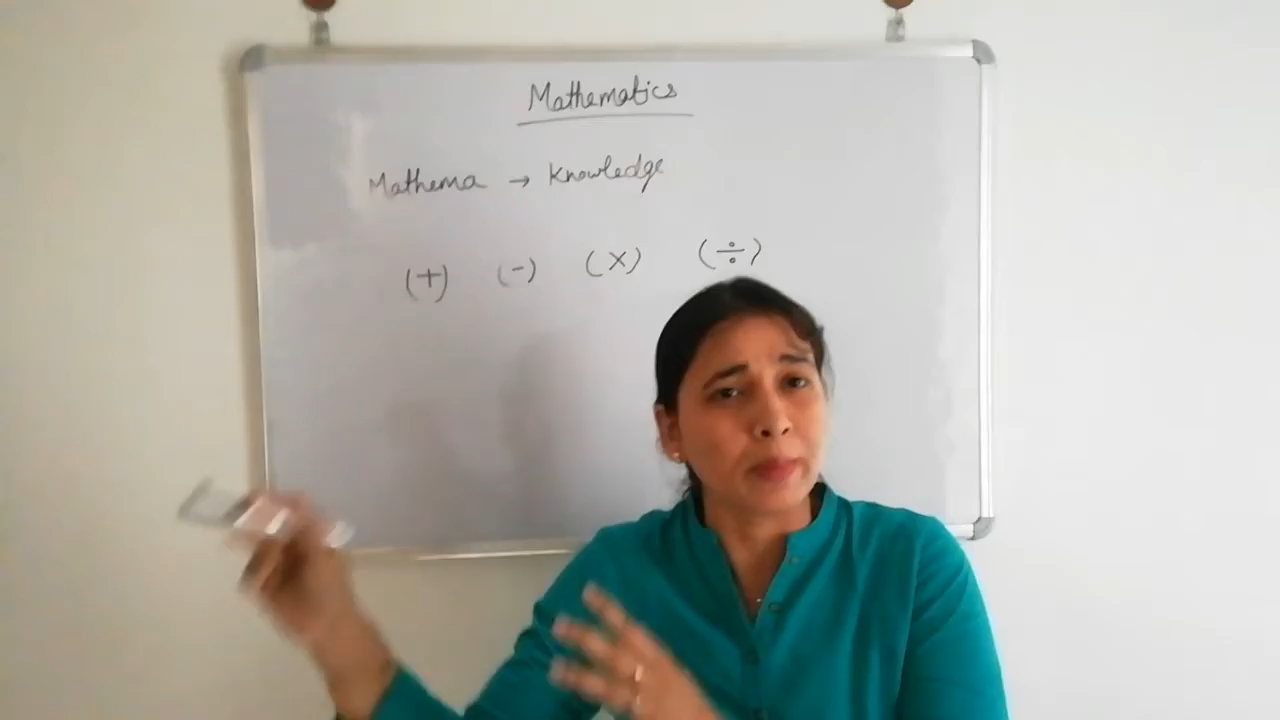 Mathematics
Mathema → Knowledge
(+) (-) (×) (÷)